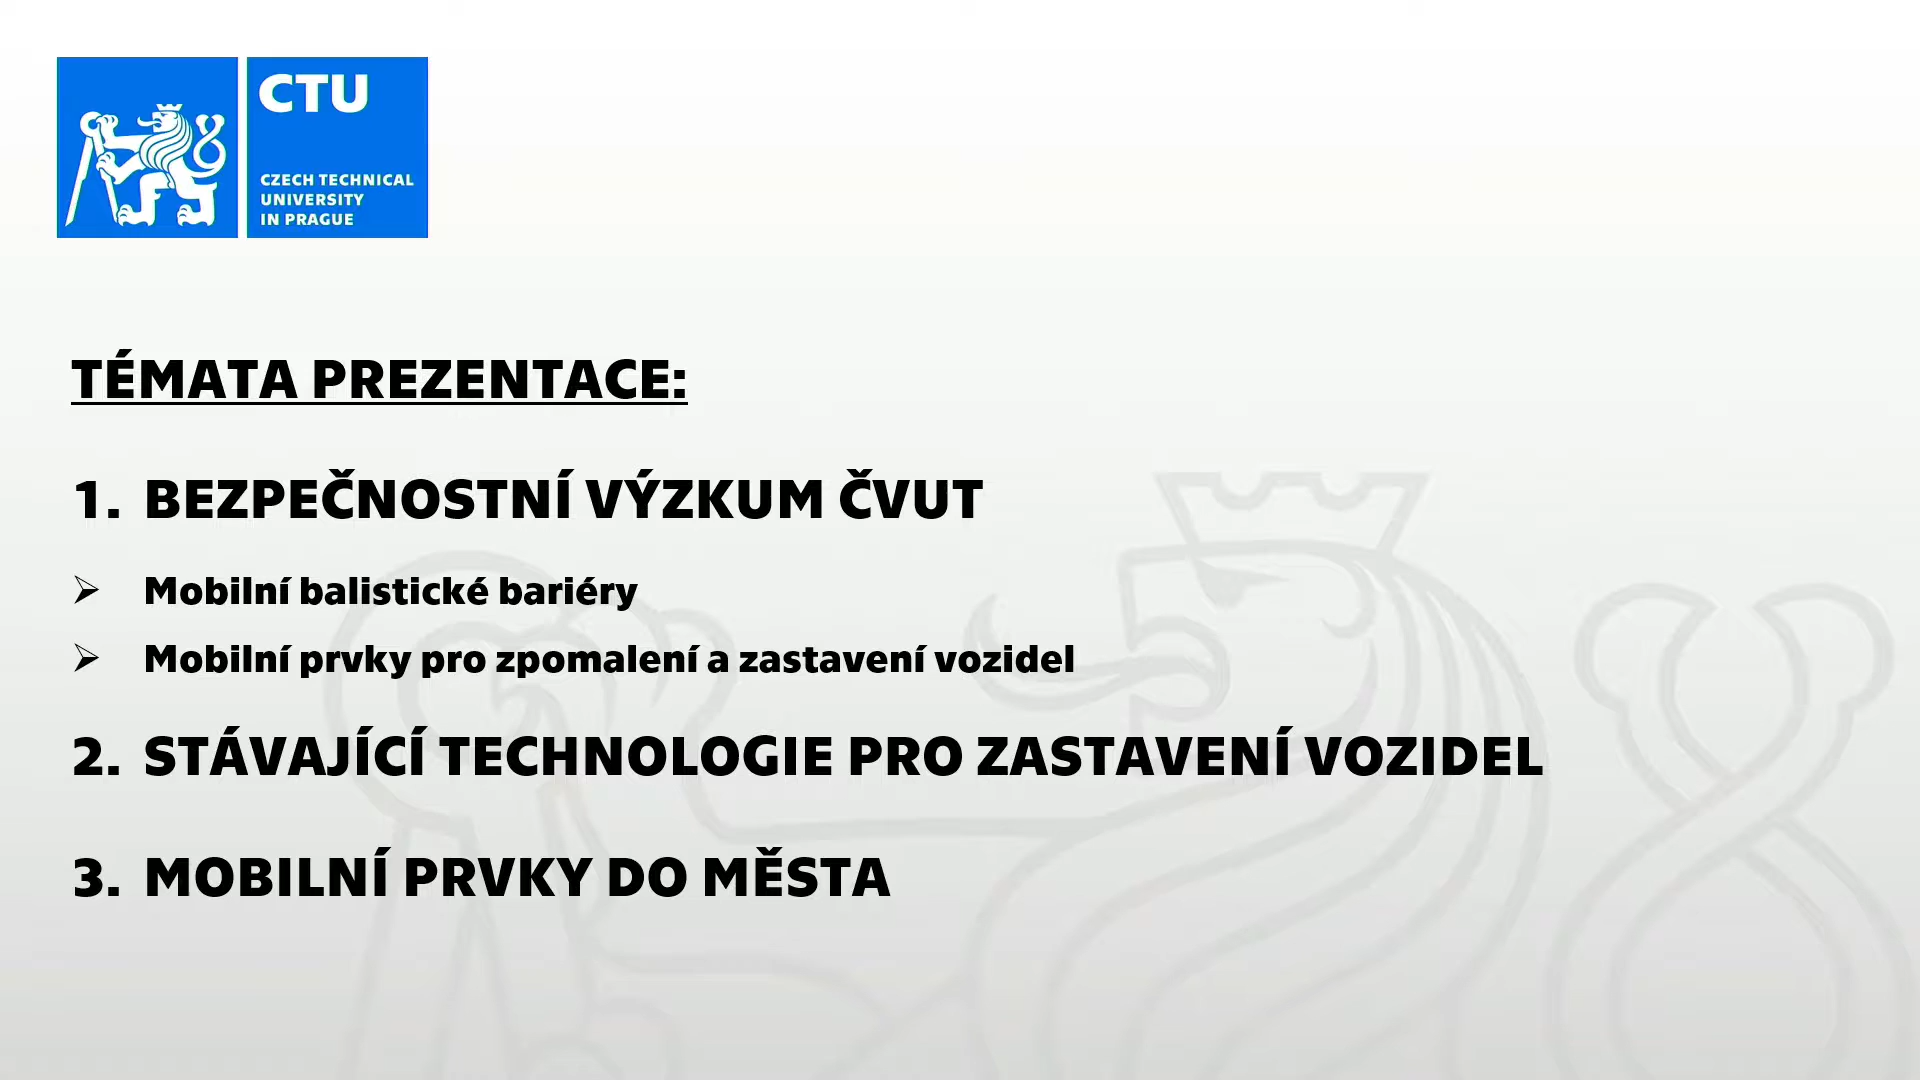 CTU
CZECH TECHNICAL
UNIVERSITY
IN PRAGUE
TÉMATA PREZENTACE:
1. BEZPEČNOSTNÍ VÝZKUM ČVUT
➢ Mobilní balistické bariéry
➢ Mobilní prvky pro zpomalení a zastavení vozidel
2. STÁVAJÍCÍ TECHNOLOGIE PRO ZASTAVENÍ VOZIDEL
3. MOBILNÍ PRVKY DO MĚSTA